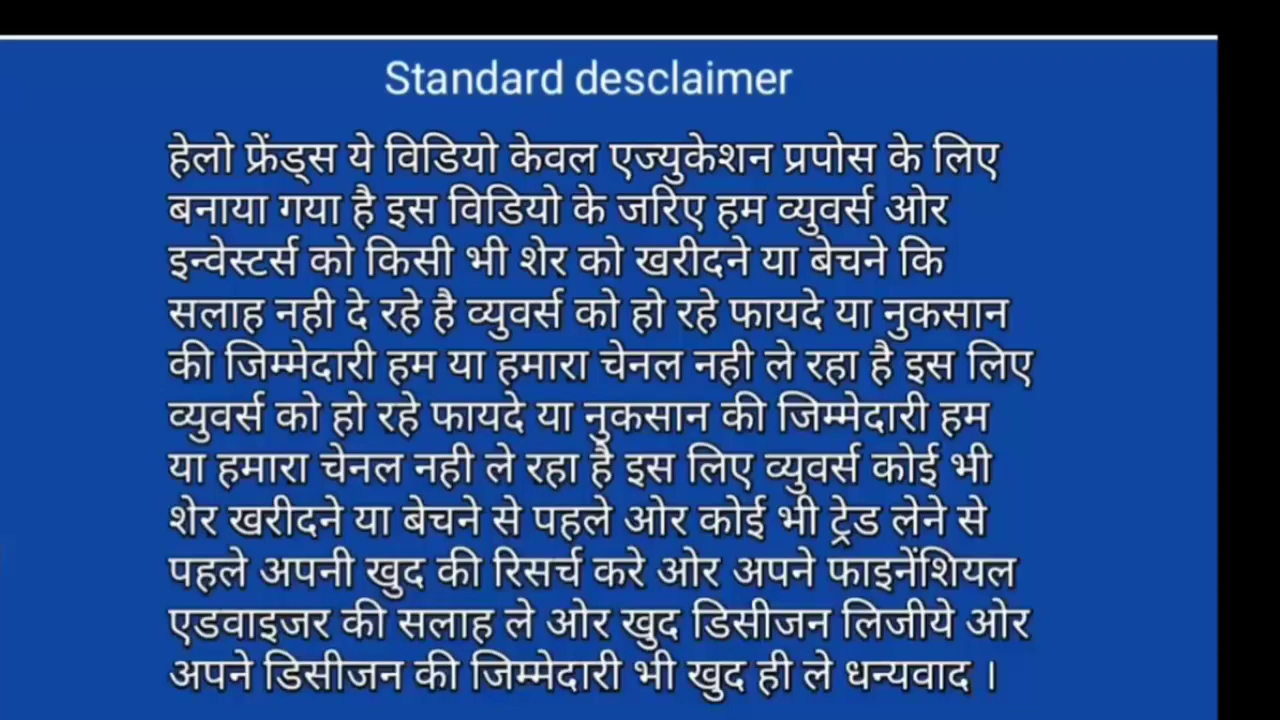 Standard desclaimer
हेलो फ्रेंड्स ये विडियो केवल एज्युकेशन प्रपोस के लिए
बनाया गया है इस विडियो के जरिए हम व्युवर्स ओर
इन्वेस्टर्स को किसी भी शेर को खरीदने या बेचने कि
सलाह नही दे रहे है व्युवर्स को हो रहे फायदे या नुकसान
की जिम्मेदारी हम या हमारा चेनल नही ले रहा है इस लिए
व्युवर्स को हो रहे फायदे या नुकसान की जिम्मेदारी हम
या हमारा चेनल नही ले रहा है इस लिए व्युवर्स कोई भी
शेर खरीदने या बेचने से पहले ओर कोई भी ट्रेड लेने से
पहले अपनी खुद की रिसर्च करे ओर अपने फाइनेंशियल
एडवाइजर की सलाह ले ओर खुद डिसीजन लिजीये ओर
अपने डिसीजन की जिम्मेदारी भी खुद ही ले धन्यवाद ।